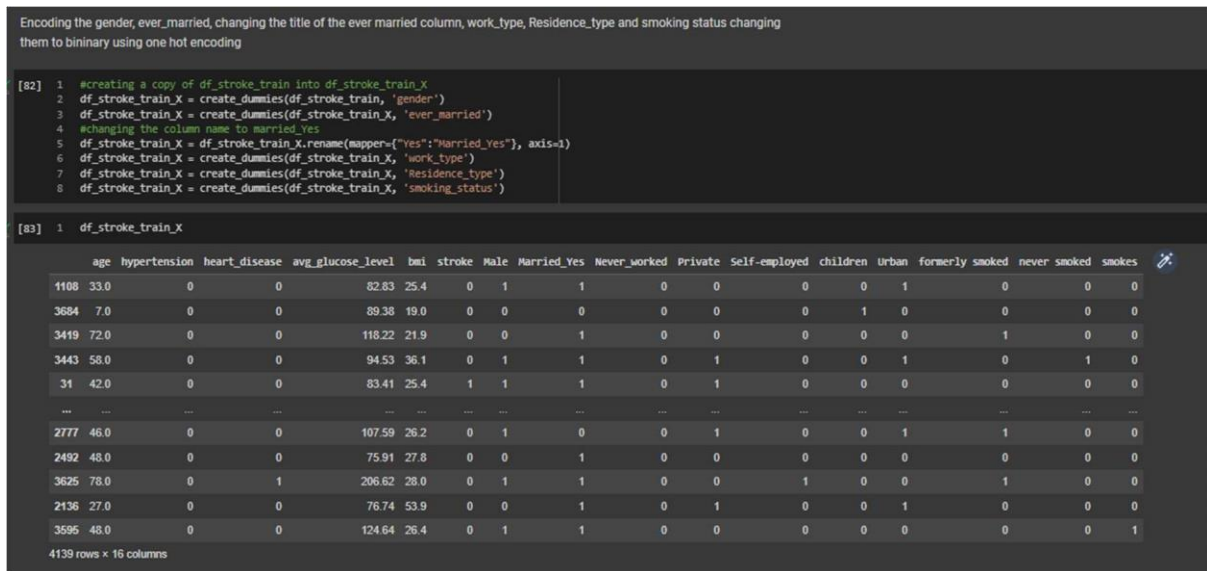 Encoding the gender, ever_married, changing the title of the ever married column, work_type, Residence_type and smoking status changing
them to bininary using one hot encoding
[82] 1 #creating a copy of df_stroke_train into df_stroke_train_X
2 df_stroke_train_X = create_dummies(df_stroke_train, 'gender')
3 df_stroke_train_X = create_dummies(df_stroke_train_X, 'ever_married')
4 #changing the column name to married_Yes
5 df_stroke_train_X = df_stroke_train_X.rename(mapper={"Yes":"Married_Yes"}, axis=1)
6 df_stroke_train_X = create_dummies(df_stroke_train_X, 'work_type')
7 df_stroke_train_X = create_dummies(df_stroke_train_X, 'Residence_type')
8 df_stroke_train_X = create_dummies(df_stroke_train_X, 'smoking_status')
[83] 1 df_stroke_train_X
age hypertension heart_disease avg_glucose_level bmi stroke Male Married_Yes Never_worked Private Self-employed children Urban formerly smoked never smoked smokes
1108 33.0 0 0 82.83 25.4 0 1 1 0 0 0 0 1 0 0 0
3684 7.0 0 0 89.38 19.0 0 0 0 0 0 0 1 0 0 0 0
3419 72.0 0 0 118.22 21.9 0 0 1 0 0 0 0 0 1 0 0
3443 58.0 0 0 94.53 36.1 0 1 1 0 1 0 0 1 0 1 0
31 42.0 0 0 83.41 25.4 1 1 1 0 1 0 0 0 0 0 0
... ... ... ... ... ... ... ... ... ... ... ... ... ... ... ... ...
2777 46.0 0 0 107.59 26.2 0 1 0 0 1 0 0 1 1 0 0
2492 48.0 0 0 75.91 27.8 0 0 1 0 0 0 0 0 0 0 0
3625 78.0 0 1 206.62 28.0 0 1 1 0 0 1 0 0 1 0 0
2136 27.0 0 0 76.74 53.9 0 0 1 0 1 0 0 1 0 0 0
3595 48.0 0 0 124.64 26.4 0 1 1 0 0 0 0 0 0 0 1
4139 rows × 16 columns